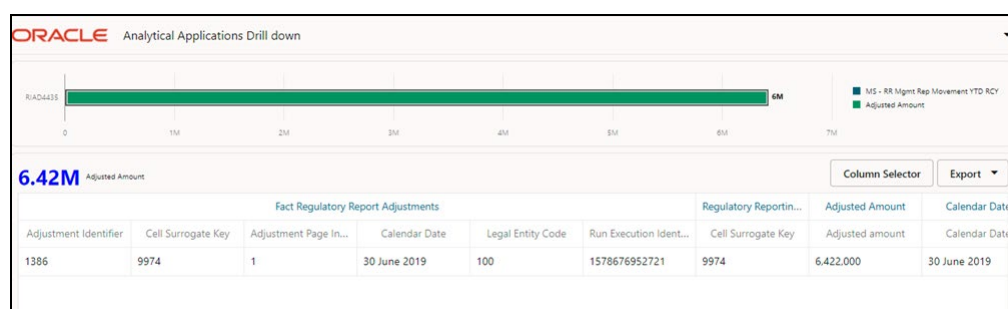 ORACLE Analytical Applications Drill down
RIAD4435 6M
MS - RR Mgmt Rep Movement YTD RCY
Adjusted Amount
0 1M 2M 3M 4M 5M 6M 7M
6.42M Adjusted Amount Column Selector Export
Fact Regulatory Report Adjustments Regulatory Reportin... Adjusted Amount Calendar Date
Adjustment Identifier Cell Surrogate Key Adjustment Page In... Calendar Date Legal Entity Code Run Execution Ident... Cell Surrogate Key Adjusted amount Calendar Date
1386 9974 1 30 June 2019 100 1578676952721 9974 6,422,000 30 June 2019